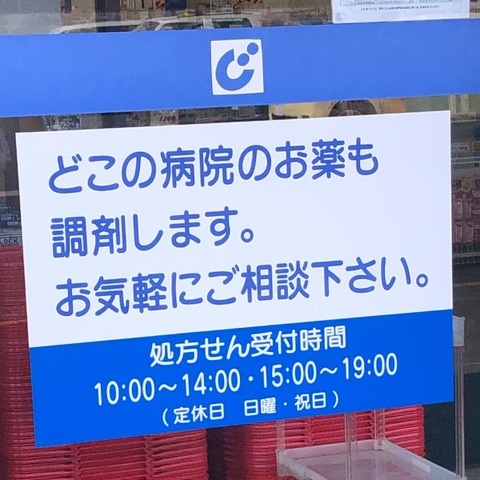 どこの病院のお薬も
調剤します。
お気軽にご相談下さい。
処方せん受付時間
10:00〜14:00・15:00〜19:00
(定休日 日曜・祝日)